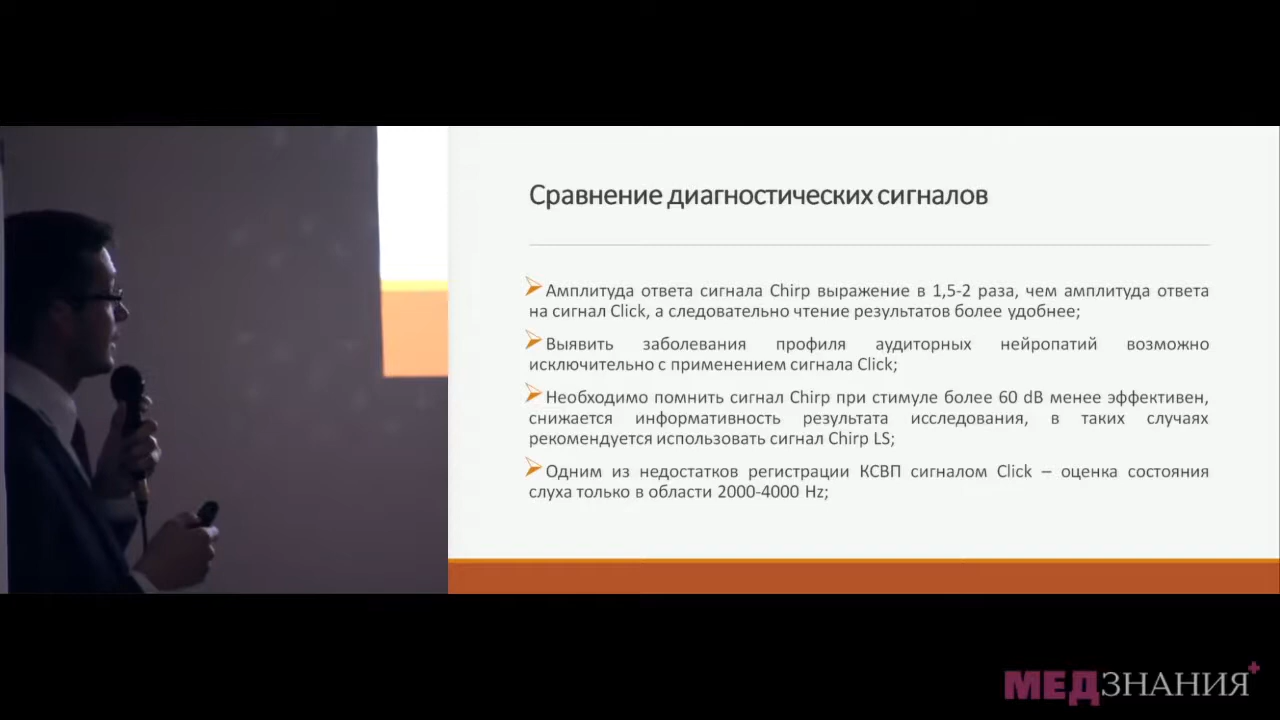 Сравнение диагностических сигналов
Амплитуда ответа сигнала Chirp выражение в 1,5-2 раза, чем амплитуда ответа
на сигнал Click, а следовательно чтение результатов более удобнее;
Выявить заболевания профиля аудиторных нейропатий возможно
исключительно с применением сигнала Click;
Необходимо помнить сигнал Chirp при стимуле более 60 dB менее эффективен,
снижается информативность результата исследования, в таких случаях
рекомендуется использовать сигнал Chirp LS;
Одним из недостатков регистрации КСВП сигналом Click – оценка состояния
слуха только в области 2000-4000 Hz;
МЕДЗНАНИЯ+